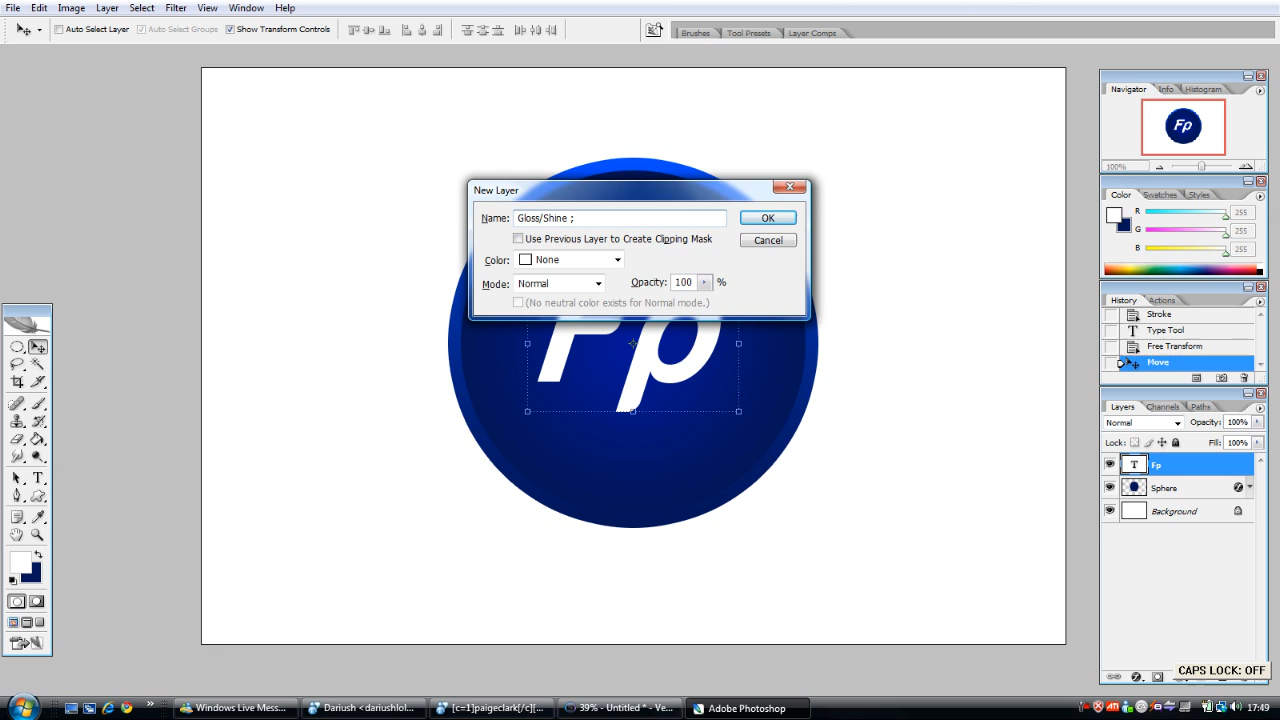 File Edit Image Layer Select Filter View Window Help
Auto Select Layer Auto Select Groups Show Transform Controls Brushes Tool Presets Layer Comps
Navigator Info Histogram
Fp
100%
New Layer
Name: Gloss/Shine ; OK
Use Previous Layer to Create Clipping Mask Cancel
Color: None
Mode: Normal Opacity: 100 %
(No neutral color exists for Normal mode.)
Fp
Color Swatches Styles
R 255
G 255
B 255
History Actions
Stroke
T Type Tool
Free Transform
Move
Layers Channels Paths
Normal Opacity: 100%
Lock: Fill: 100%
T Fp
Sphere
Background
CAPS LOCK: OFF
Windows Live Mess... Dariush <dariushlo... [c=1]paigeclark[/c][... 39% - Untitled * - Ve... Adobe Photoshop 17:49